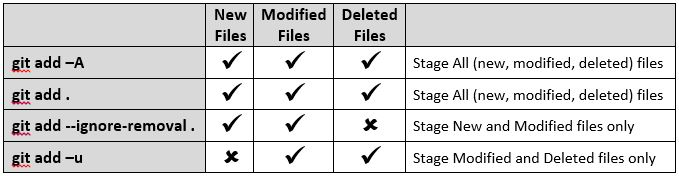 New Files Modified Files Deleted Files
git add –A ✓ ✓ ✓ Stage All (new, modified, deleted) files
git add . ✓ ✓ ✓ Stage All (new, modified, deleted) files
git add --ignore-removal . ✓ ✓ ✗ Stage New and Modified files only
git add –u ✗ ✓ ✓ Stage Modified and Deleted files only